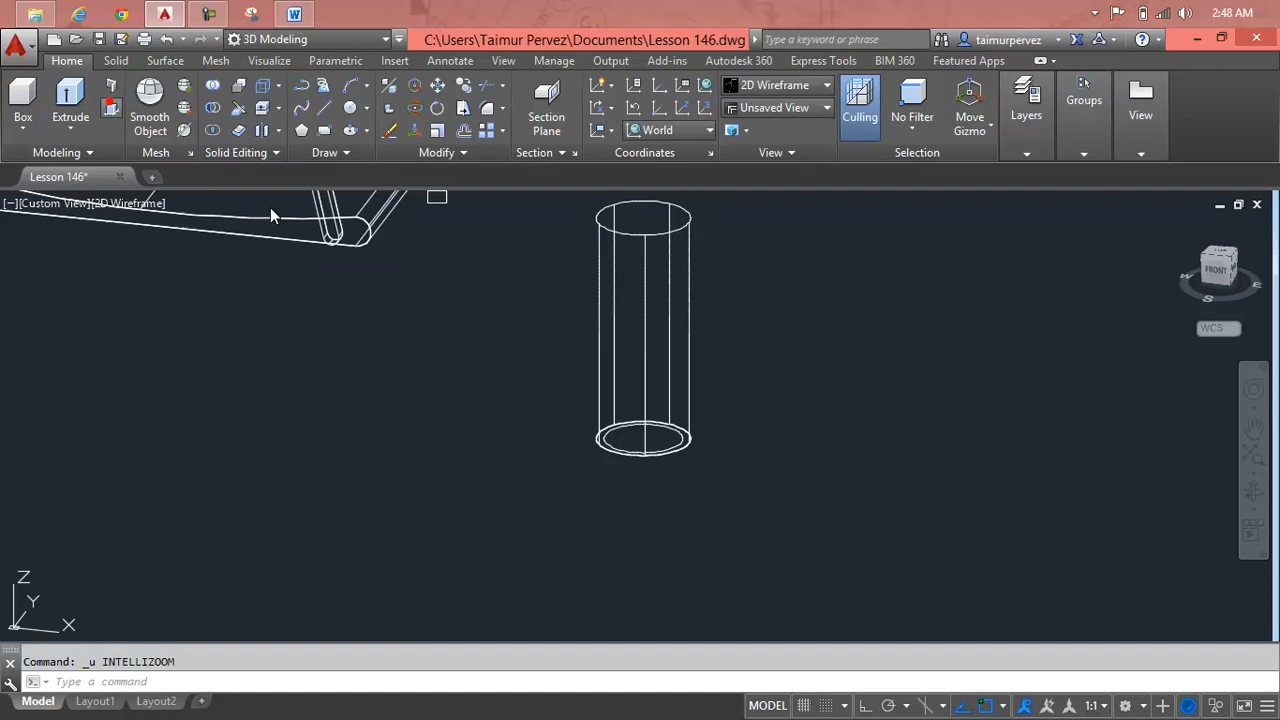 2:48 AM
3D Modeling
C:\Users\Taimur Pervez\Documents\Lesson 146.dwg
Type a keyword or phrase
taimurpervez
Home Solid Surface Mesh Visualize Parametric Insert Annotate View Manage Output Add-ins Autodesk 360 Express Tools BIM 360 Featured Apps
Box
Extrude
Smooth
Object
Section
Plane
2D Wireframe
Unsaved View
World
Culling
No Filter
Move
Gizmo
Layers
Groups
View
Modeling Mesh Solid Editing Draw Modify Section Coordinates View Selection
Lesson 146*
[−][Custom View][2D Wireframe]
FRONT
W
S
E
WCS
Z
Y
X
Command: _u INTELLIZOOM
Type a command
Model Layout1 Layout2
MODEL
1:1